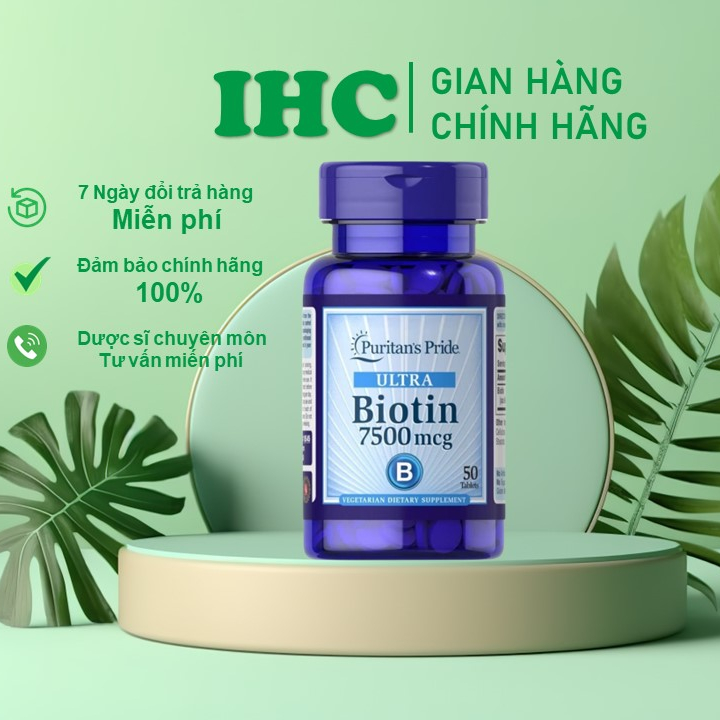 IHC
GIAN HÀNG
CHÍNH HÃNG
7 Ngày đổi trả hàng
Miễn phí
Đảm bảo chính hãng
100%
Dược sĩ chuyên môn
Tư vấn miễn phí
Puritan's Pride
ULTRA
Biotin
7500 mcg
B
50
Tablets
VEGETARIAN DIETARY SUPPLEMENT